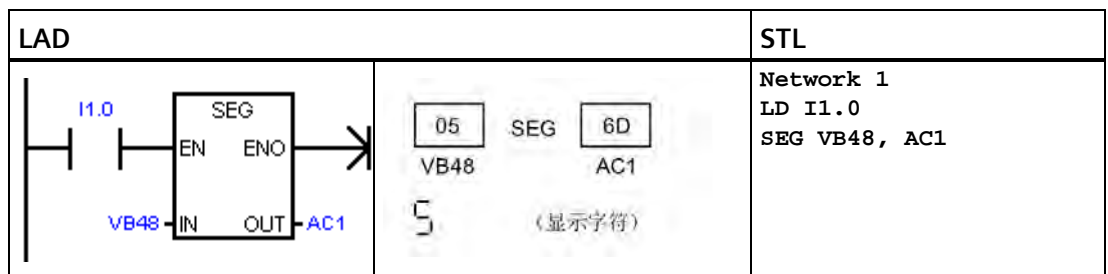 LAD
STL
I1.0
SEG
EN ENO
VB48 IN OUT AC1
05 SEG 6D
VB48 AC1
5 （显示字符）
Network 1
LD I1.0
SEG VB48, AC1